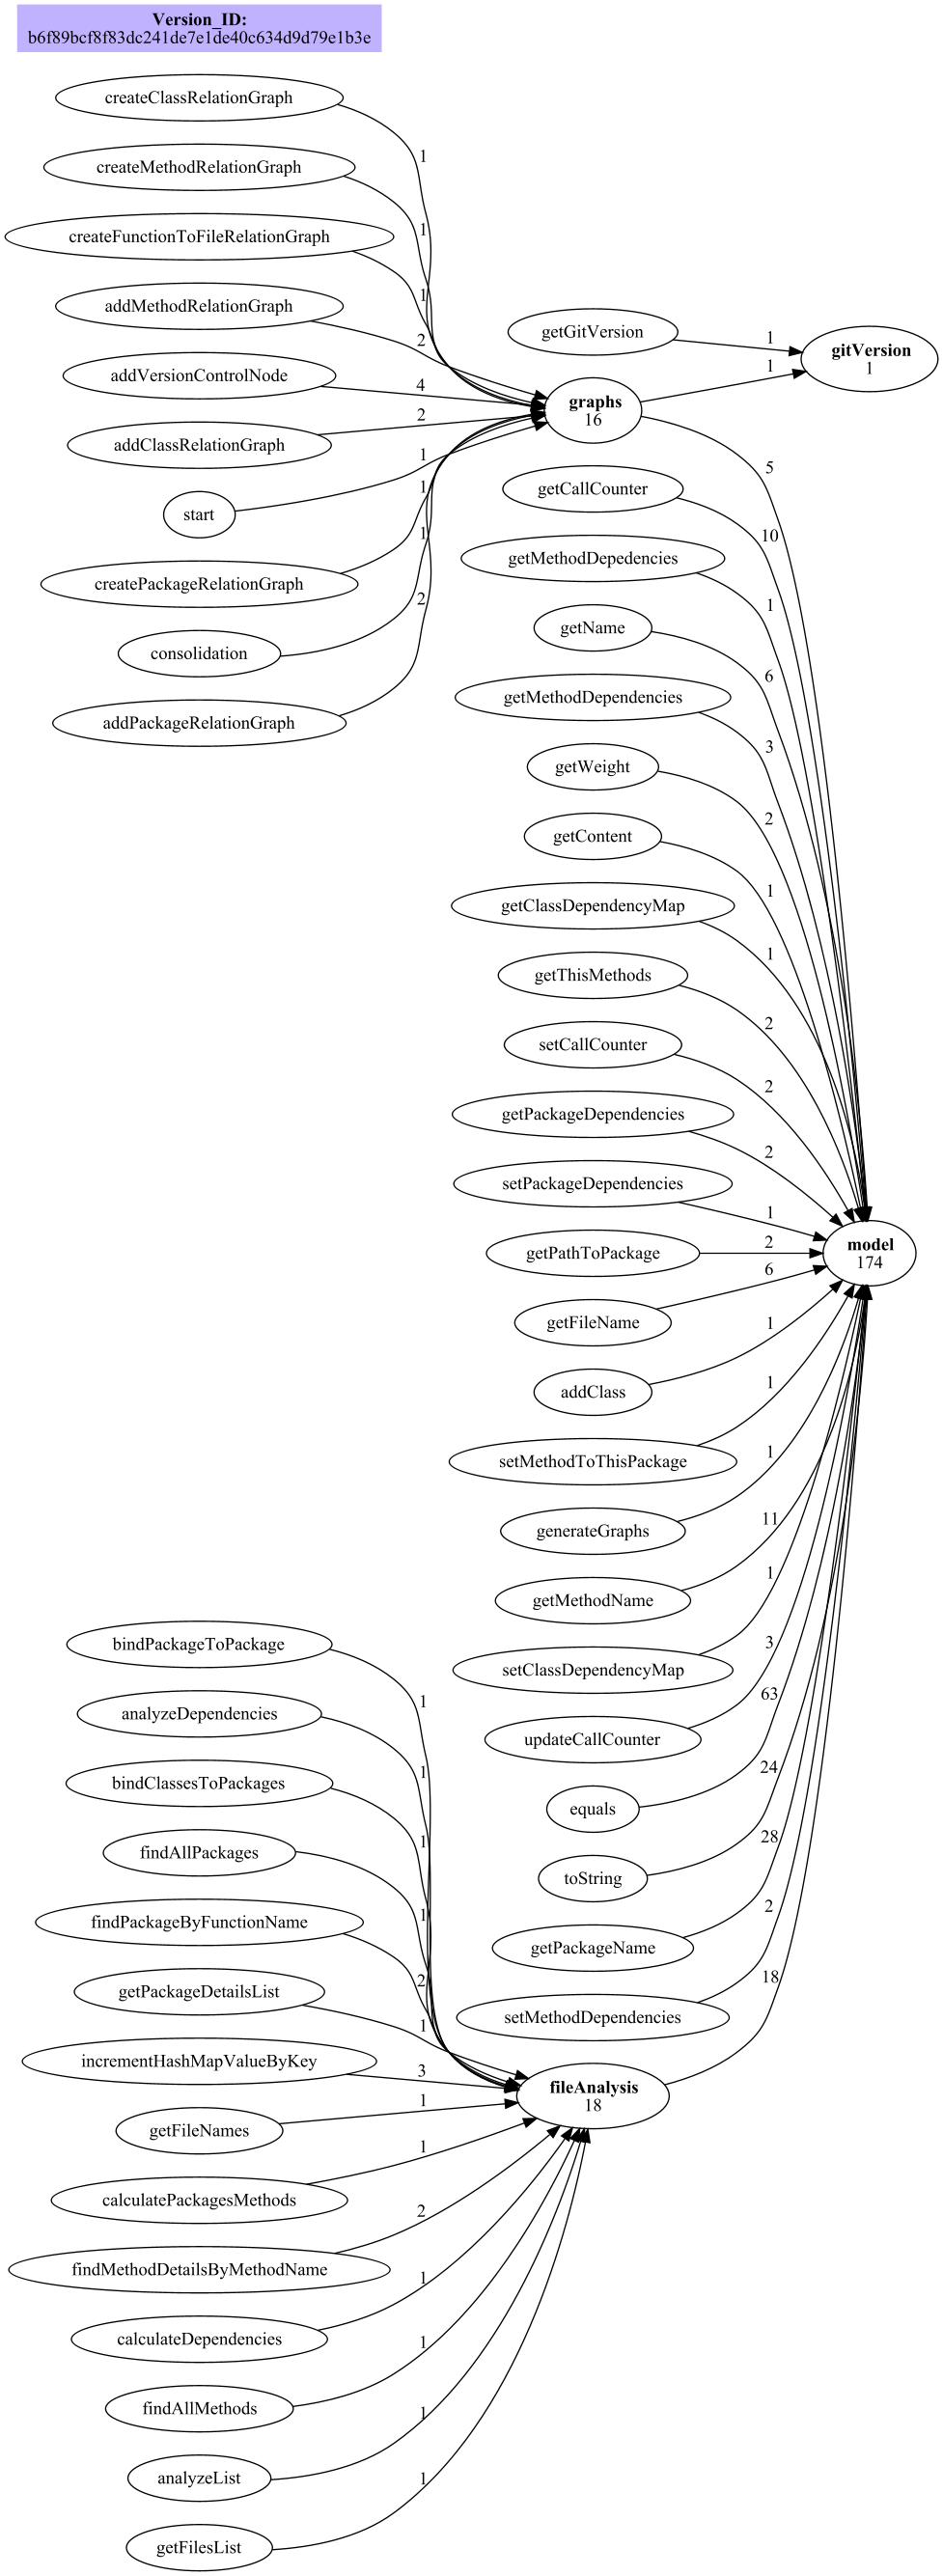 Version_ID:
b6f89bcf8f83dc241de7e1de40c634d9d79e1b3e
createClassRelationGraph
1
createMethodRelationGraph
1
createFunctionToFileRelationGraph
1
addMethodRelationGraph
2
addVersionControlNode
4
addClassRelationGraph
2
start
1
createPackageRelationGraph
1
consolidation
1
addPackageRelationGraph
2
getGitVersion
1
gitVersion
1
graphs
16
1
5
getCallCounter
10
getMethodDepedencies
1
getName
6
getMethodDependencies
3
getWeight
2
getContent
1
getClassDependencyMap
1
getThisMethods
2
setCallCounter
2
getPackageDependencies
2
setPackageDependencies
1
getPathToPackage
2
model
174
getFileName
6
addClass
1
setMethodToThisPackage
1
generateGraphs
1
getMethodName
11
setClassDependencyMap
1
updateCallCounter
3
equals
63
toString
24
getPackageName
28
setMethodDependencies
2
18
bindPackageToPackage
1
analyzeDependencies
1
bindClassesToPackages
1
findAllPackages
1
findPackageByFunctionName
2
getPackageDetailsList
1
incrementHashMapValueByKey
3
fileAnalysis
18
getFileNames
1
calculatePackagesMethods
1
findMethodDetailsByMethodName
2
calculateDependencies
1
findAllMethods
1
analyzeList
1
getFilesList
1